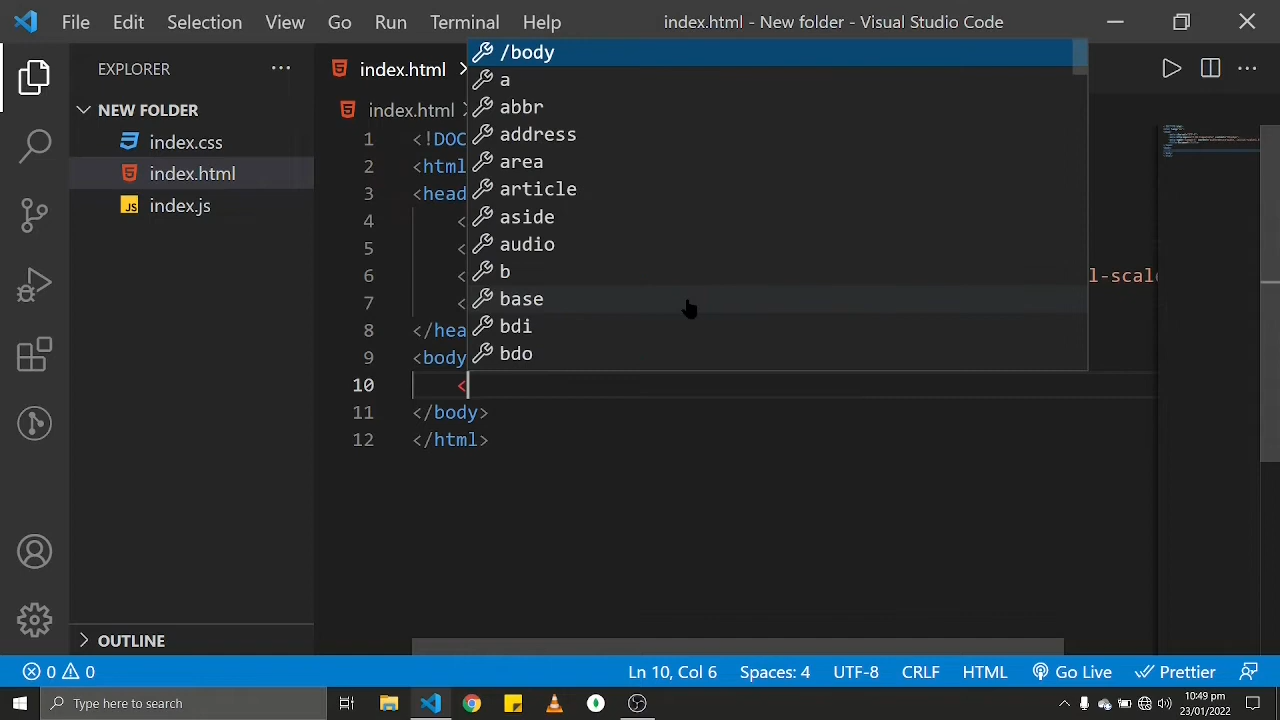 File Edit Selection View Go Run Terminal Help index.html - New folder - Visual Studio Code
EXPLORER
NEW FOLDER
index.css
index.html
index.js
OUTLINE
index.html
index.html
/body
a
abbr
address
area
article
aside
audio
b
base
bdi
bdo
1 <!DOC
2 <html
3 <head
4 <
5 <
6 < l-scale
7 <
8 </hea
9 <body
10 <
11 </body>
12 </html>
0 0 Ln 10, Col 6 Spaces: 4 UTF-8 CRLF HTML Go Live Prettier
Type here to search
10:49 pm
23/01/2022